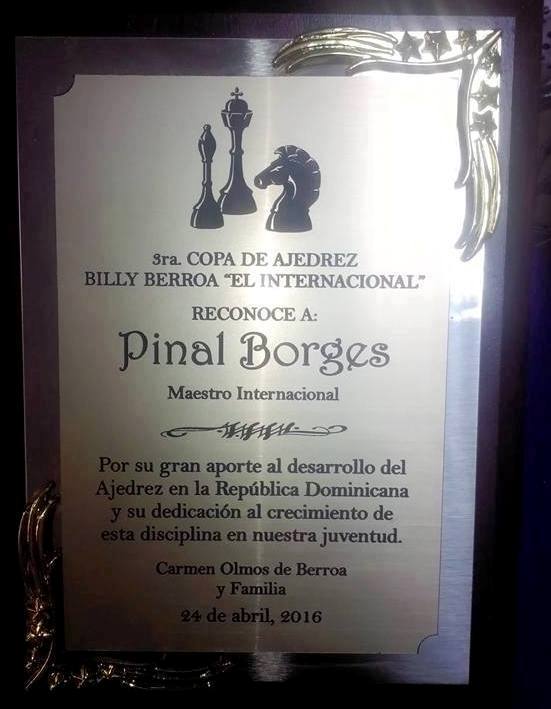 3ra. COPA DE AJEDREZ
BILLY BERROA "EL INTERNACIONAL"
RECONOCE A:
Pinal Borges
Maestro Internacional
Por su gran aporte al desarrollo del
Ajedrez en la República Dominicana
y su dedicación al crecimiento de
esta disciplina en nuestra juventud.
Carmen Olmos de Berroa
y Familia
24 de abril, 2016